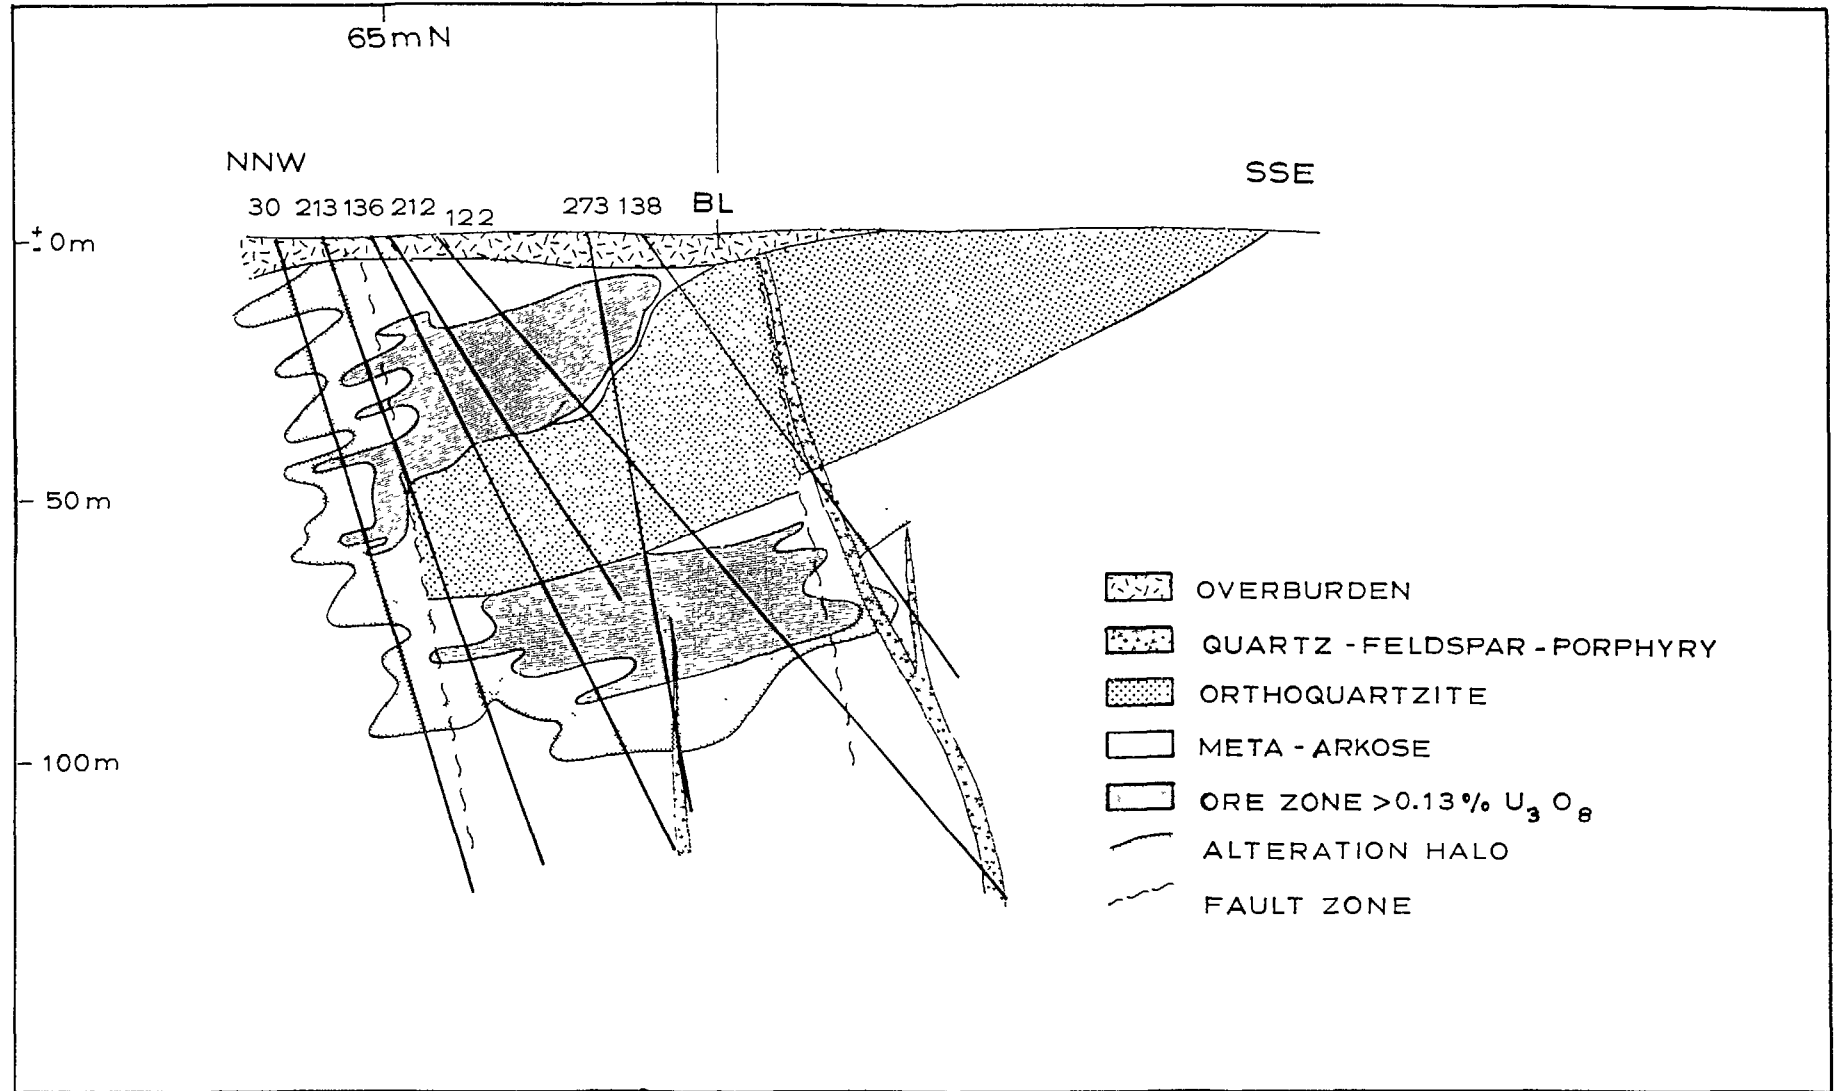 65mN
NNW
SSE
30 213 136 212 122 273 138 BL
± 0m
50m
100m
OVERBURDEN
QUARTZ - FELDSPAR - PORPHYRY
ORTHOQUARTZITE
META - ARKOSE
ORE ZONE >0.13% U3O8
ALTERATION HALO
FAULT ZONE